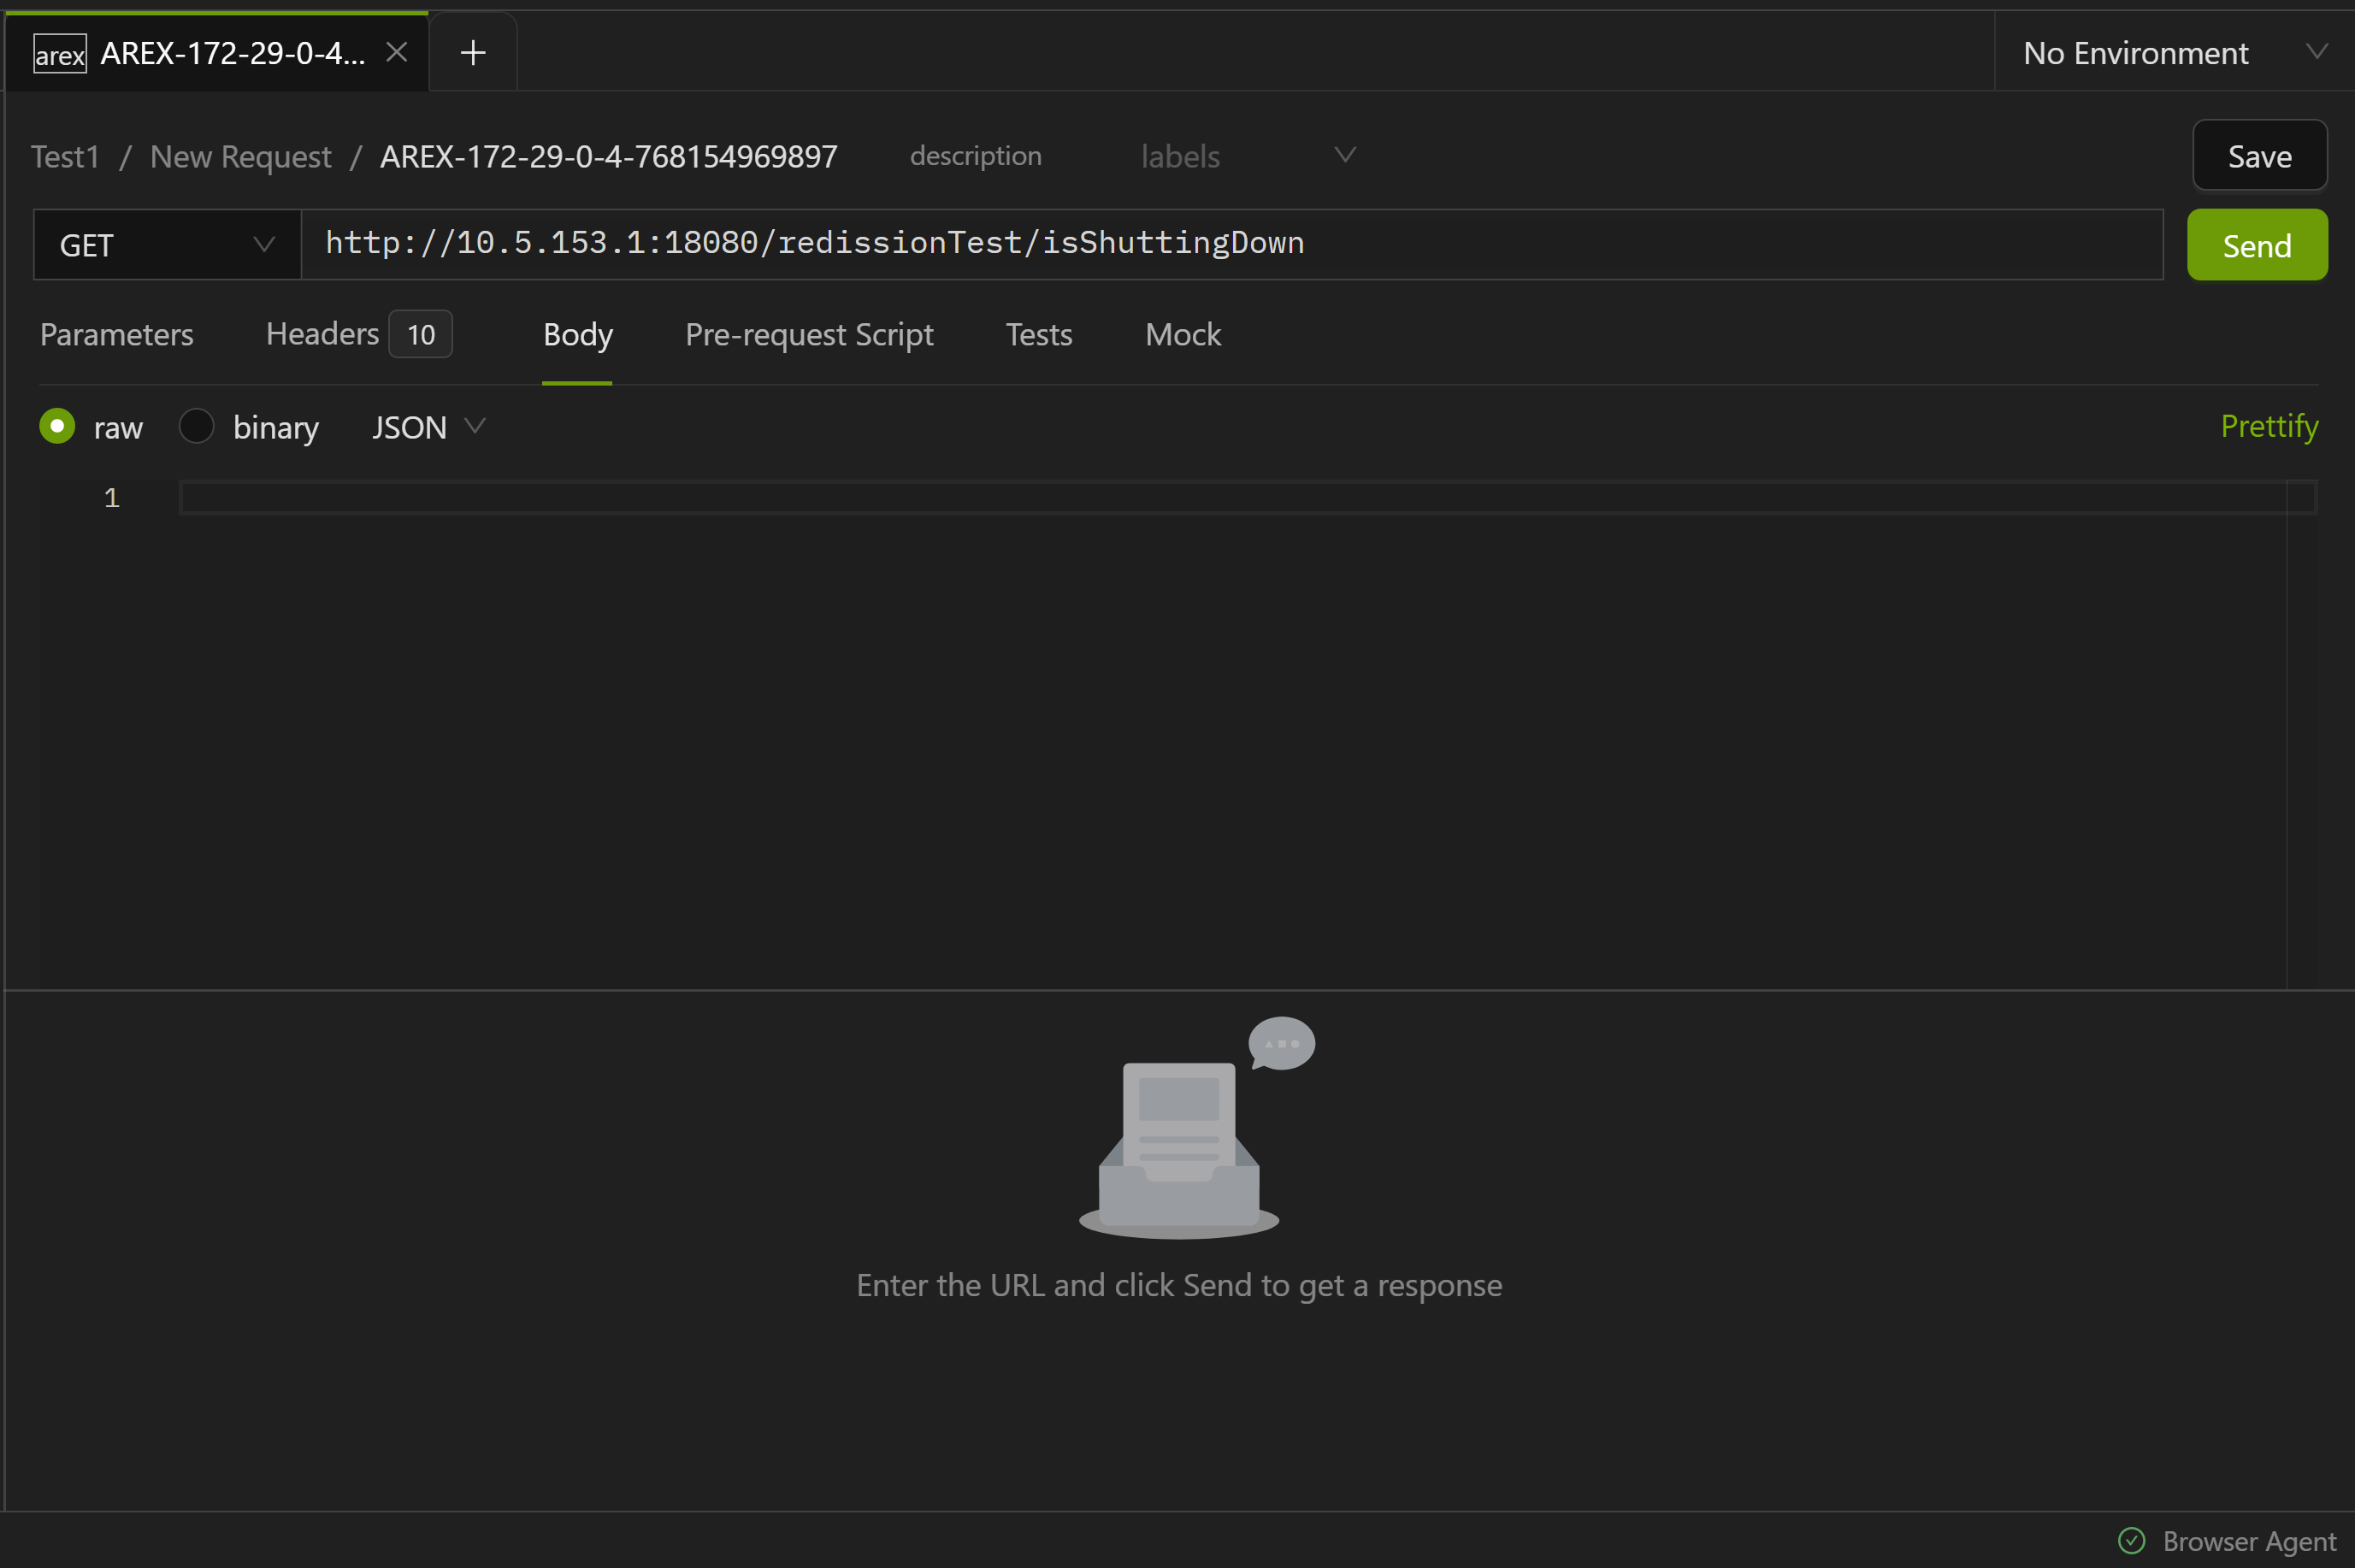 arex AREX-172-29-0-4... No Environment
Test1 / New Request / AREX-172-29-0-4-768154969897 description labels Save
GET http://10.5.153.1:18080/redissionTest/isShuttingDown Send
Parameters Headers 10 Body Pre-request Script Tests Mock
raw binary JSON Prettify
1
Enter the URL and click Send to get a response
Browser Agent